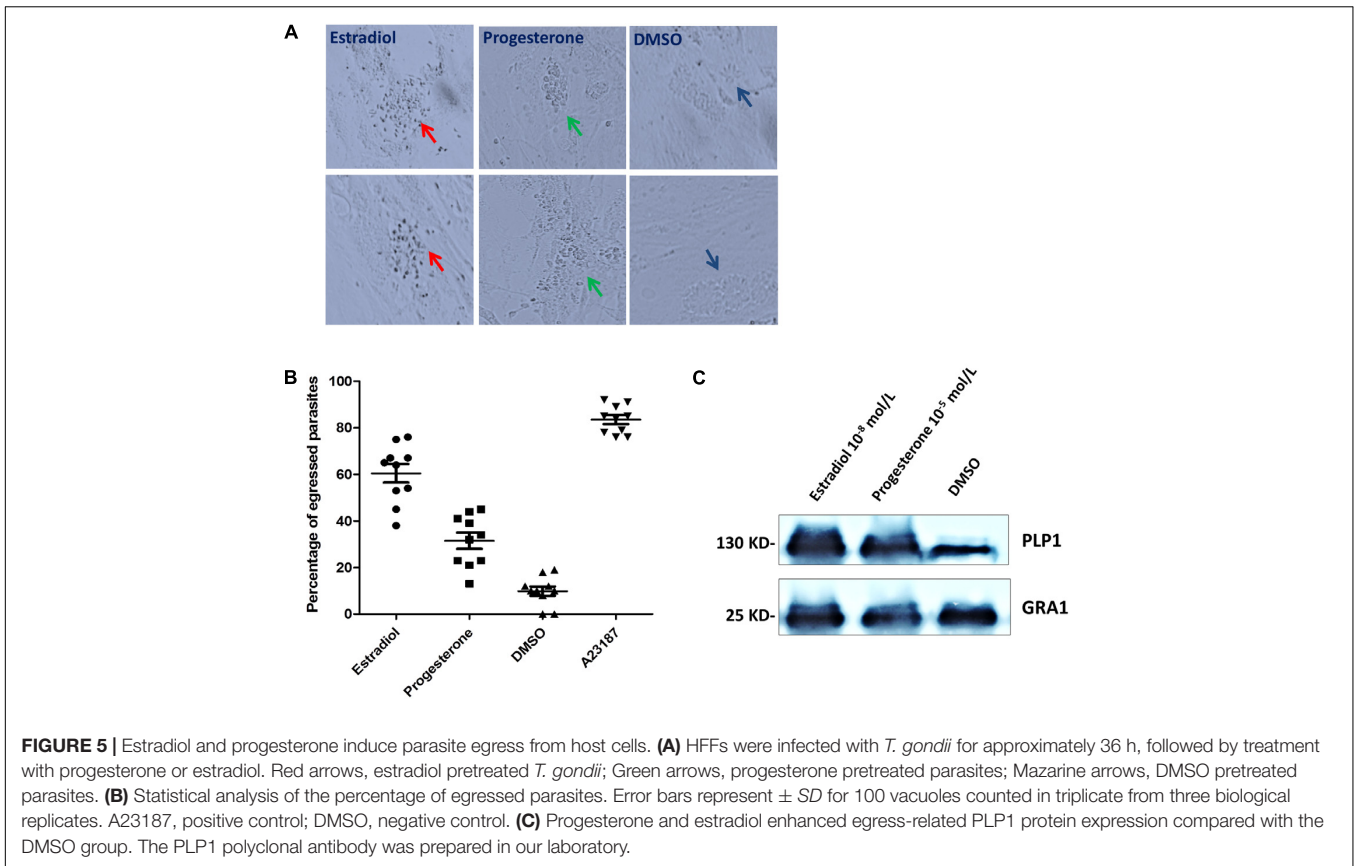 A
Estradiol
Progesterone
DMSO
B
Percentage of egressed parasites
100
80
60
40
20
0
Estradiol
Progesterone
DMSO
A23187
C
Estradiol 10⁻⁸ mol/L
Progesterone 10⁻⁵ mol/L
DMSO
130 KD-
PLP1
25 KD-
GRA1
FIGURE 5 | Estradiol and progesterone induce parasite egress from host cells. (A) HFFs were infected with T. gondii for approximately 36 h, followed by treatment
with progesterone or estradiol. Red arrows, estradiol pretreated T. gondii; Green arrows, progesterone pretreated parasites; Mazarine arrows, DMSO pretreated
parasites. (B) Statistical analysis of the percentage of egressed parasites. Error bars represent ± SD for 100 vacuoles counted in triplicate from three biological
replicates. A23187, positive control; DMSO, negative control. (C) Progesterone and estradiol enhanced egress-related PLP1 protein expression compared with the
DMSO group. The PLP1 polyclonal antibody was prepared in our laboratory.